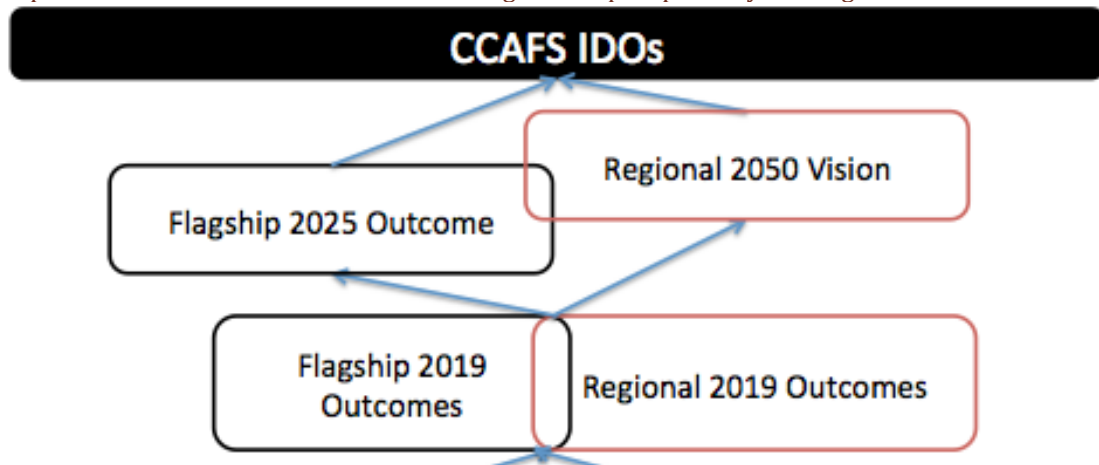 CCAFS IDOs
Regional 2050 Vision
Flagship 2025 Outcome
Flagship 2019
Outcomes
Regional 2019 Outcomes